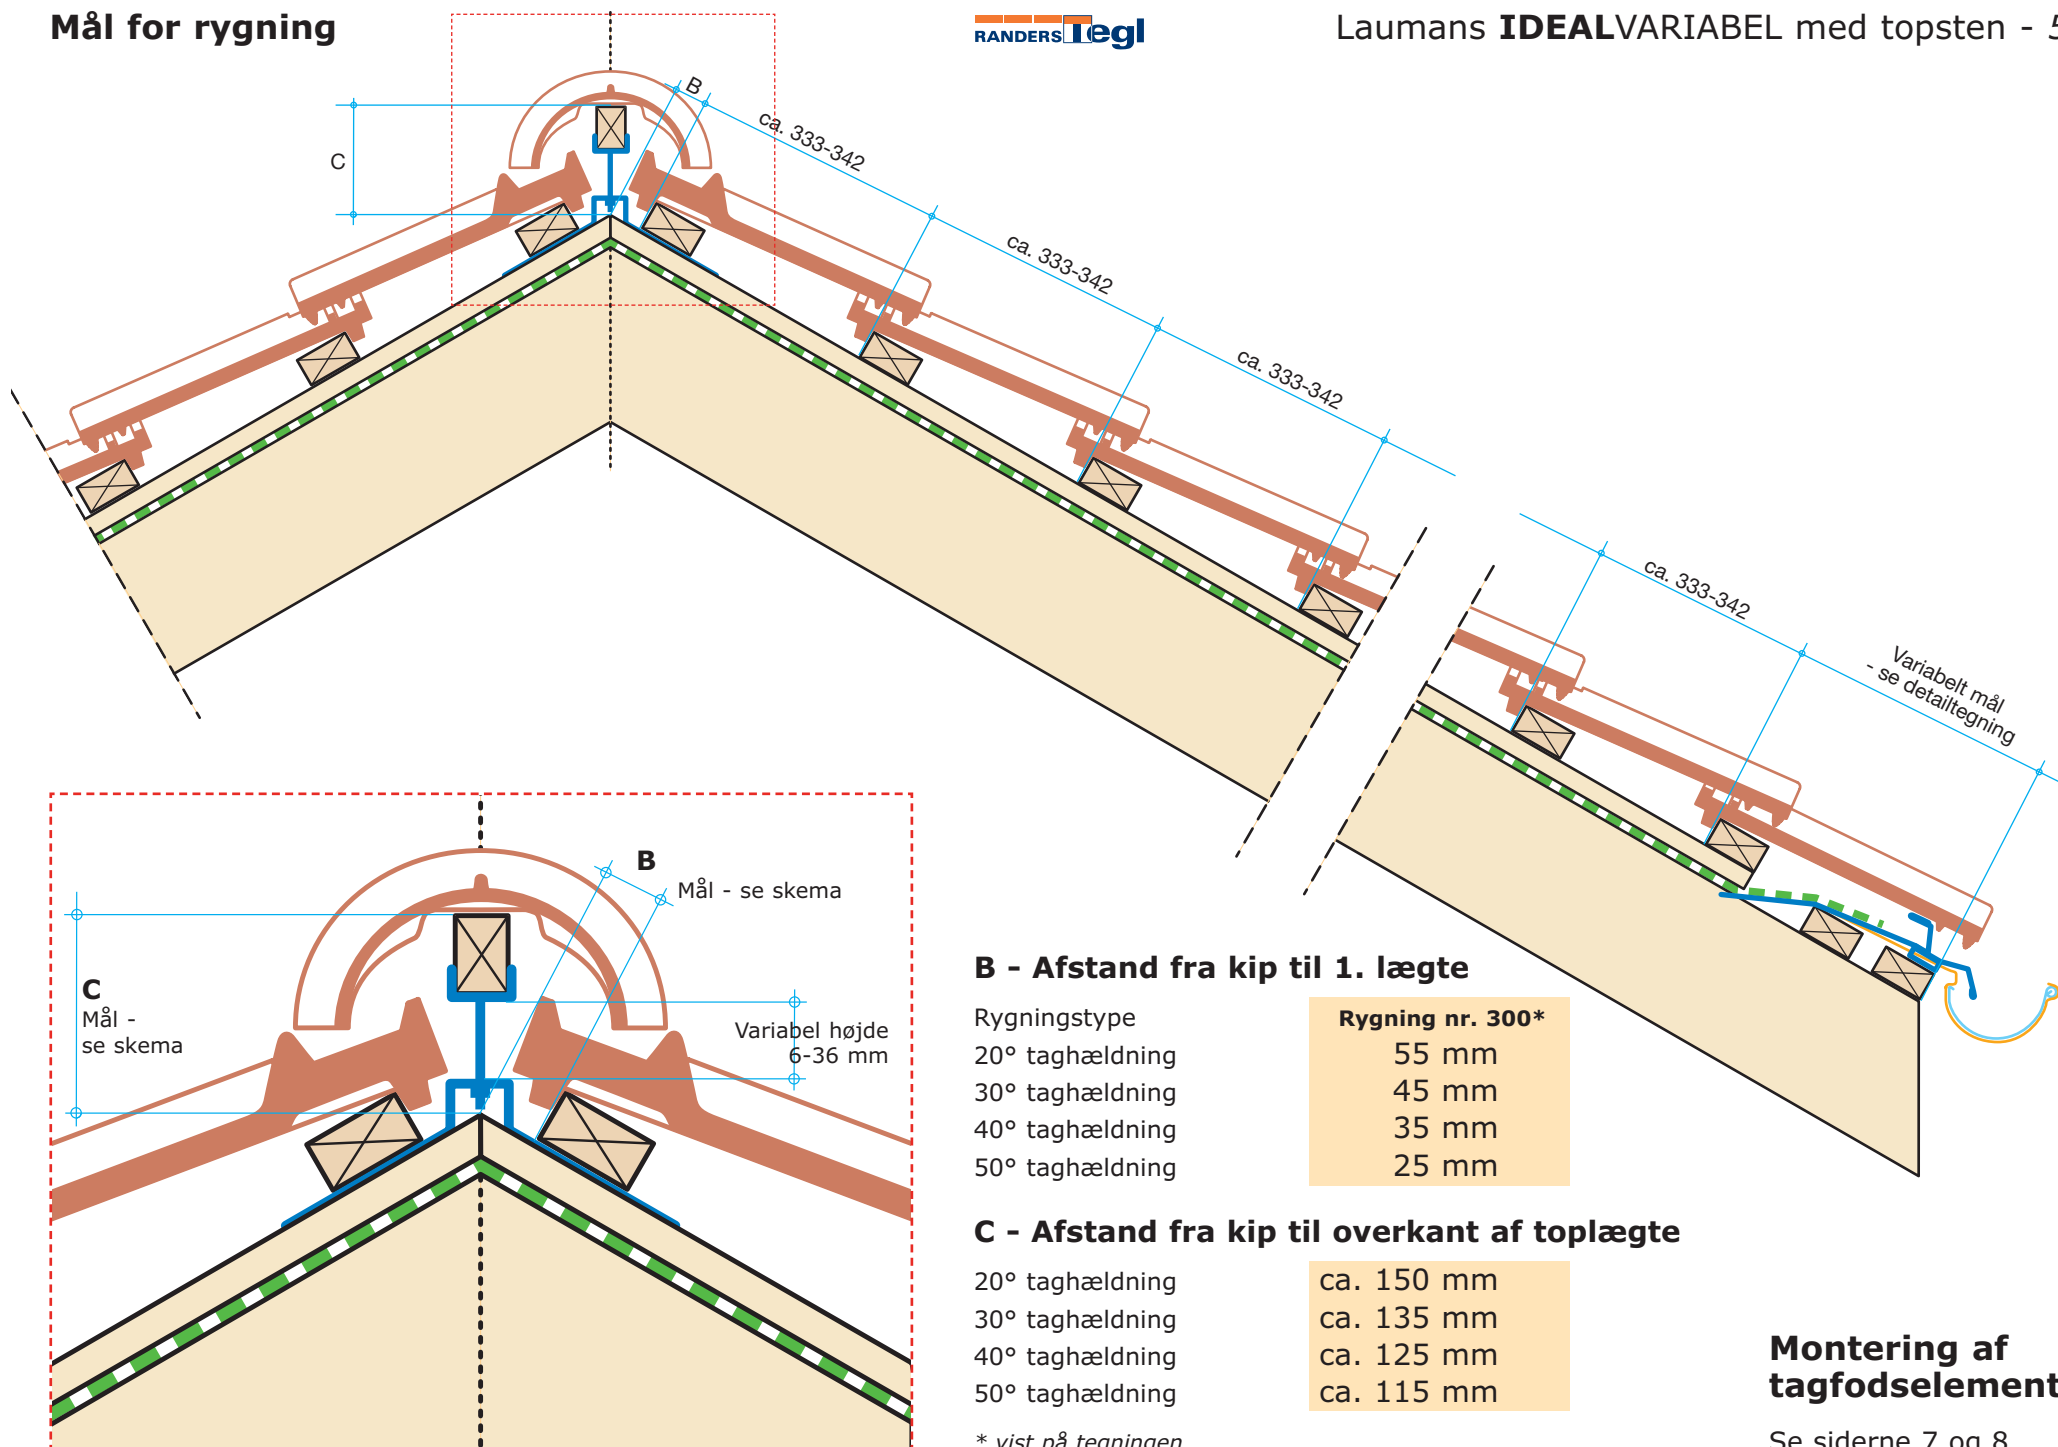 Mål for rygning
RANDERS Tegl
Laumans IDEALVARIABEL med topsten - 5
B
C
ca. 333-342
ca. 333-342
ca. 333-342
ca. 333-342
Variabelt mål
- se detailtegning
B
Mål - se skema
C
Mål -
se skema
Variabel højde
6-36 mm
B - Afstand fra kip til 1. lægte
Rygningstype Rygning nr. 300*
20° taghældning 55 mm
30° taghældning 45 mm
40° taghældning 35 mm
50° taghældning 25 mm
C - Afstand fra kip til overkant af toplægte
20° taghældning ca. 150 mm
30° taghældning ca. 135 mm
40° taghældning ca. 125 mm
50° taghældning ca. 115 mm
* vist på tegningen
Montering af
tagfodselement
Se siderne 7 og 8